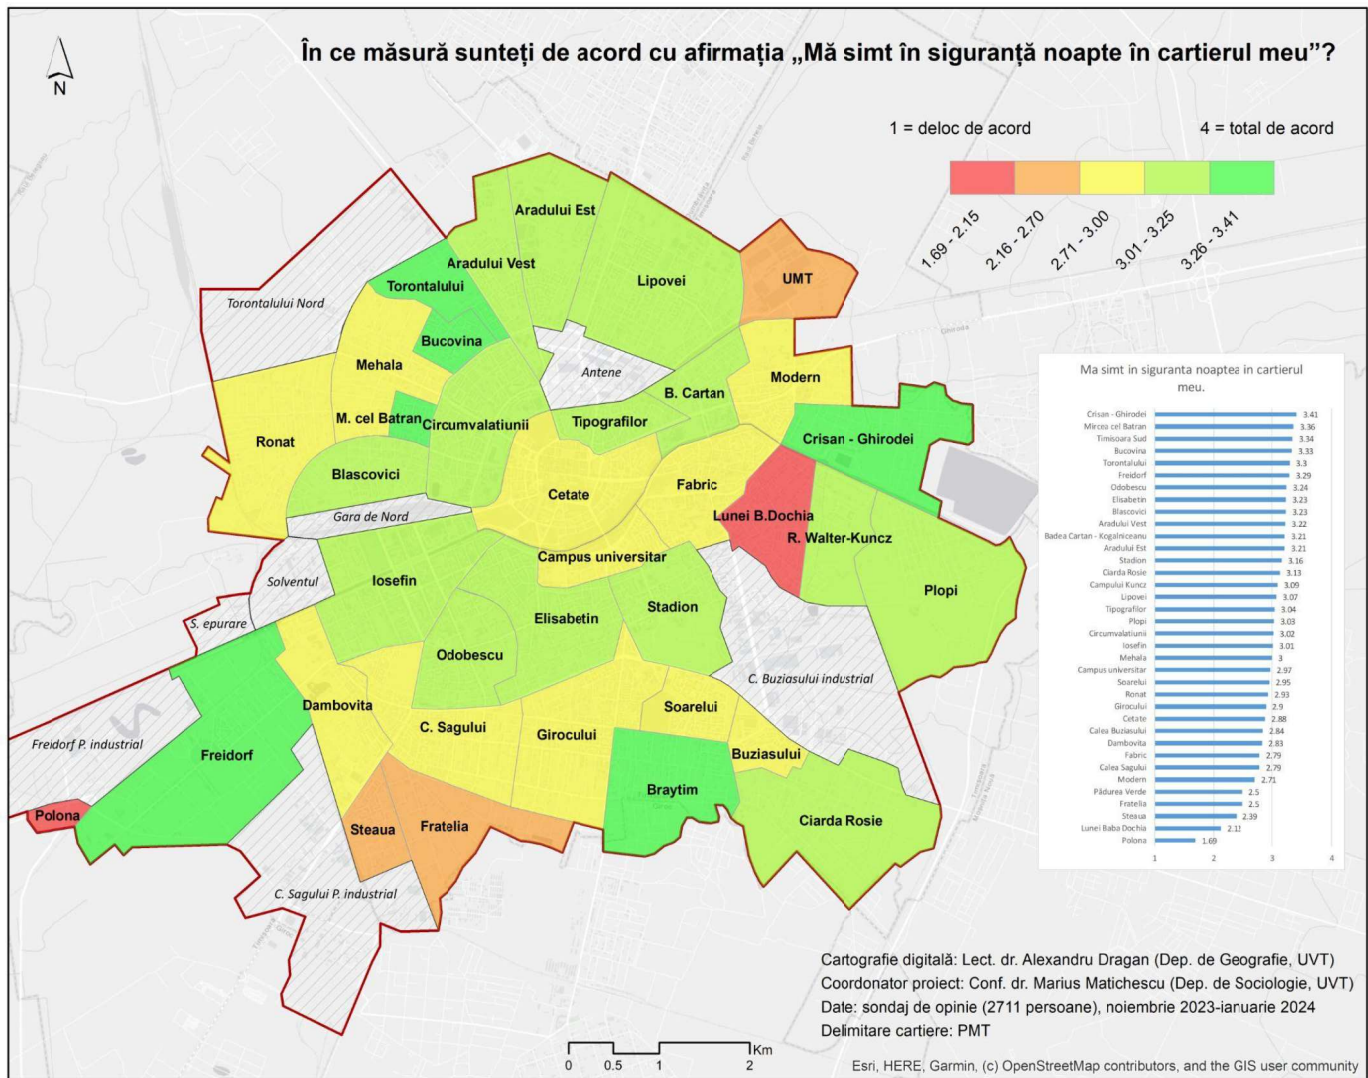 În ce măsură sunteți de acord cu afirmația „Mă simt în siguranță noapte în cartierul meu”?
N
1 = deloc de acord
4 = total de acord
1.69 - 2.15
2.16 - 2.70
2.71 - 3.00
3.01 - 3.25
3.26 - 3.41
Aradului Est
Aradului Vest
Torontalului
Lipovei
UMT
Torontalului Nord
Bucovina
Mehala
Antene
Modern
B. Cartan
M. cel Batran
Circumvalatiunii
Tipografilor
Crisan - Ghirodei
Ronat
Blascovici
Cetate
Fabric
Gara de Nord
Lunei B.Dochia
R. Walter-Kuncz
Campus universitar
Iosefin
Solventul
Plopi
S. epurare
Elisabetin
Stadion
Odobescu
C. Buziasului industrial
Dambovita
Soarelui
C. Sagului
Girocului
Freidorf P. industrial
Freidorf
Buziasului
Braytim
Polona
Steaua
Fratelia
Ciarda Rosie
C. Sagului P. industrial
Ma simt in siguranta noaptea in cartierul
meu.
Crisan - Ghirodei 3.41
Mircea cel Batran 3.36
Timisoara Sud 3.34
Bucovina 3.33
Torontalului 3.3
Freidorf 3.29
Odobescu 3.24
Elisabetin 3.23
Blascovici 3.23
Aradului Vest 3.22
Badea Cartan - Kogalniceanu 3.21
Aradului Est 3.21
Stadion 3.16
Ciarda Rosie 3.13
Campului Kuncz 3.09
Lipovei 3.07
Tipografilor 3.04
Plopi 3.03
Circumvalatiunii 3.02
Iosefin 3.01
Mehala 3
Campus universitar 2.97
Soarelui 2.95
Ronat 2.93
Girocului 2.9
Cetate 2.88
Calea Buziasului 2.84
Dambovita 2.83
Fabric 2.79
Calea Sagului 2.79
Modern 2.71
Pădurea Verde 2.5
Fratelia 2.5
Steaua 2.39
Lunei Baba Dochia
Polona 1.69
1 2 3 4
Cartografie digitală: Lect. dr. Alexandru Dragan (Dep. de Geografie, UVT)
Coordonator proiect: Conf. dr. Marius Matichescu (Dep. de Sociologie, UVT)
Date: sondaj de opinie (2711 persoane), noiembrie 2023-ianuarie 2024
Delimitare cartiere: PMT
Km
0 0.5 1 2
Esri, HERE, Garmin, (c) OpenStreetMap contributors, and the GIS user community